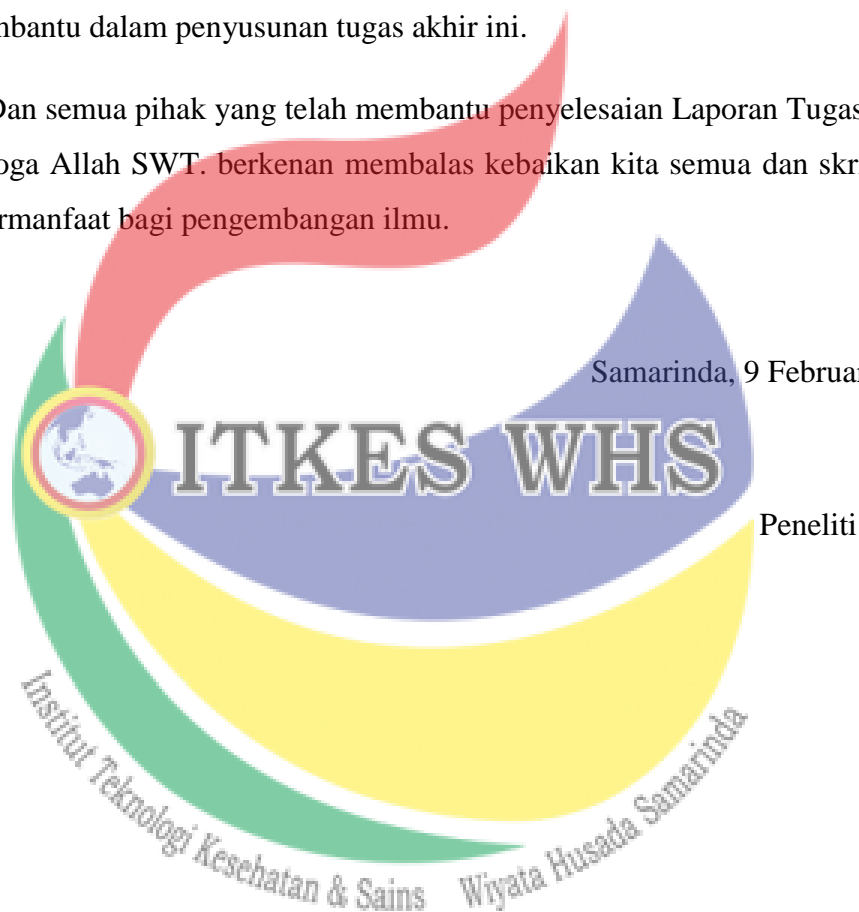 mbantu dalam penyusunan tugas akhir ini.
Dan semua pihak yang telah membantu penyelesaian Laporan Tugas
oga Allah SWT. berkenan membalas kebaikan kita semua dan skr
ermanfaat bagi pengembangan ilmu.
Samarinda, 9 Februar
ITKES WHS
Peneliti
Institut Teknologi Kesehatan & Sains Wiyata Husada Samarinda